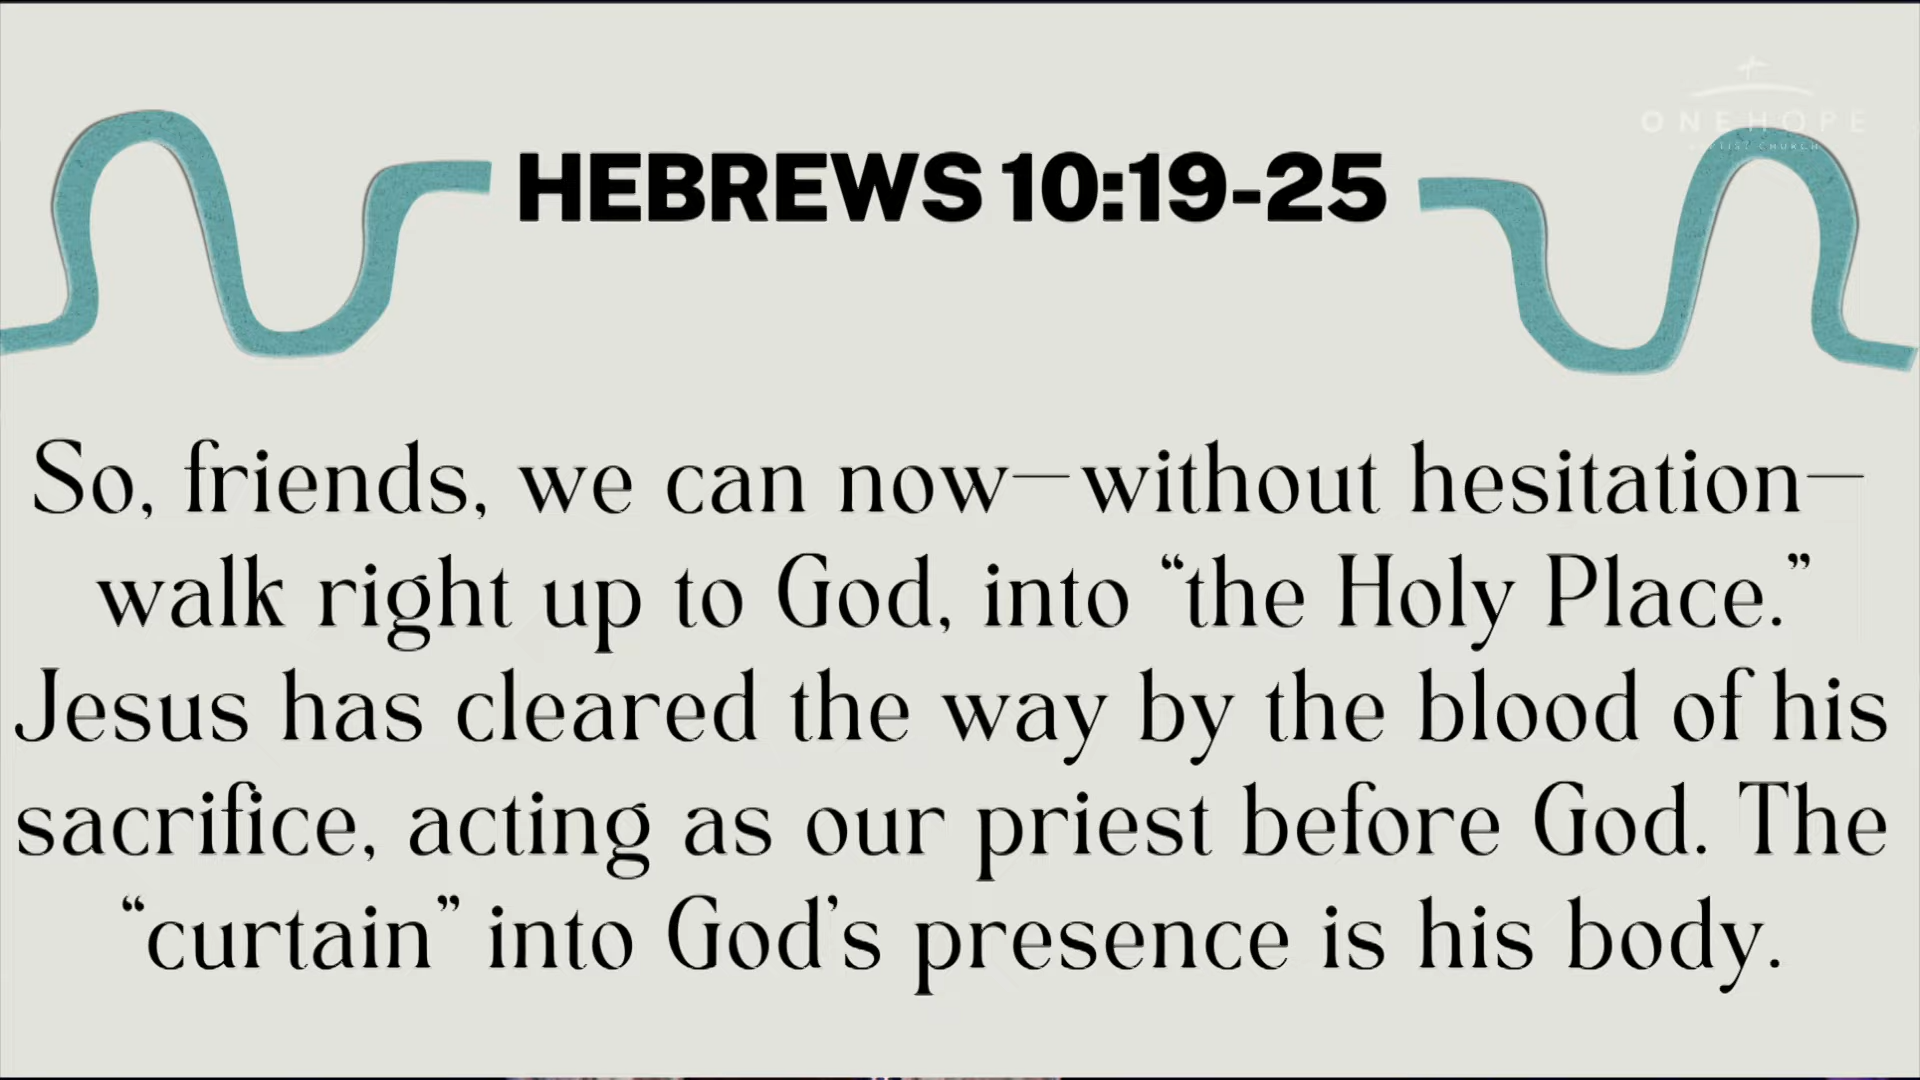 ONEHOPE
BAPTIST CHURCH
HEBREWS 10:19-25
So, friends, we can now—without hesitation—
walk right up to God, into “the Holy Place.”
Jesus has cleared the way by the blood of his
sacrifice, acting as our priest before God. The
“curtain” into God’s presence is his body.